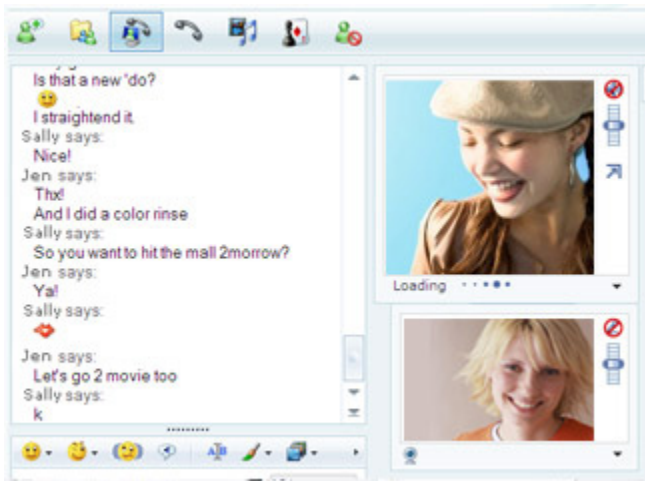 Is that a new 'do?
I straightend it.
Sally says:
Nice!
Jen says:
Thx!
And I did a color rinse
Sally says:
So you want to hit the mall 2morrow?
Jen says:
Ya!
Sally says:
Jen says:
Let's go 2 movie too
Sally says:
k
Loading